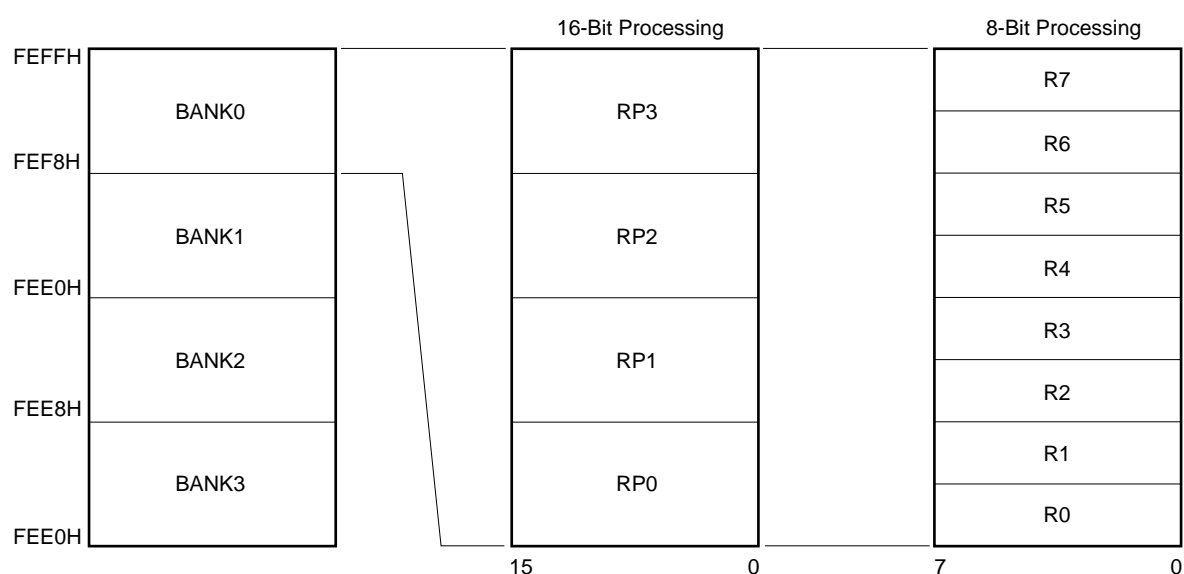 16-Bit Processing
8-Bit Processing
FEFFH
BANK0
FEF8H
BANK1
FEE0H
BANK2
FEE8H
BANK3
FEE0H
RP3
RP2
RP1
RP0
15 0
R7
R6
R5
R4
R3
R2
R1
R0
7 0